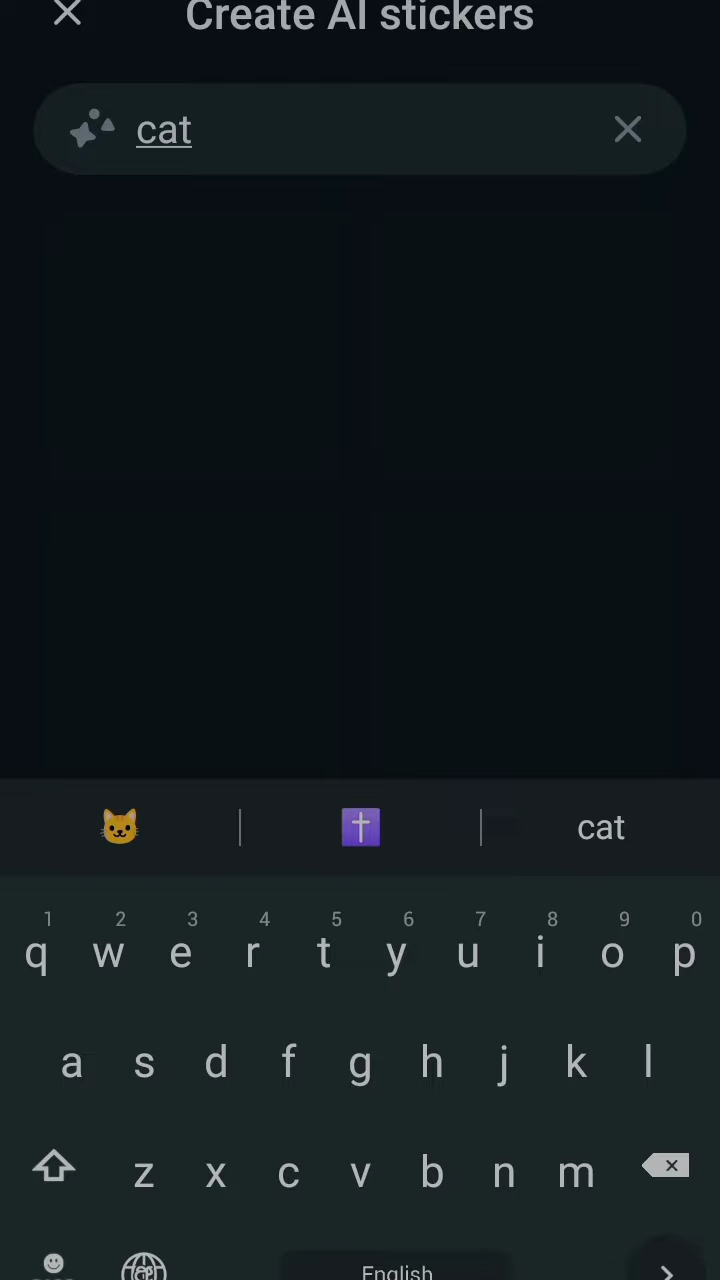 Create AI stickers
cat
cat
1 2 3 4 5 6 7 8 9 0
q w e r t y u i o p
a s d f g h j k l
z x c v b n m
English